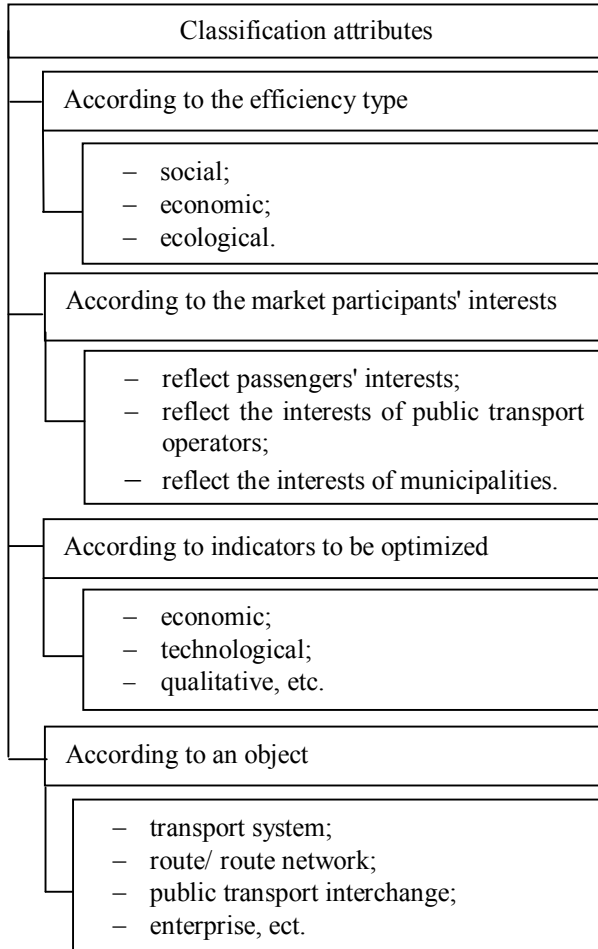 Classification attributes
According to the efficiency type
– social;
– economic;
– ecological.
According to the market participants' interests
– reflect passengers' interests;
– reflect the interests of public transport
operators;
– reflect the interests of municipalities.
According to indicators to be optimized
– economic;
– technological;
– qualitative, etc.
According to an object
– transport system;
– route/ route network;
– public transport interchange;
– enterprise, ect.